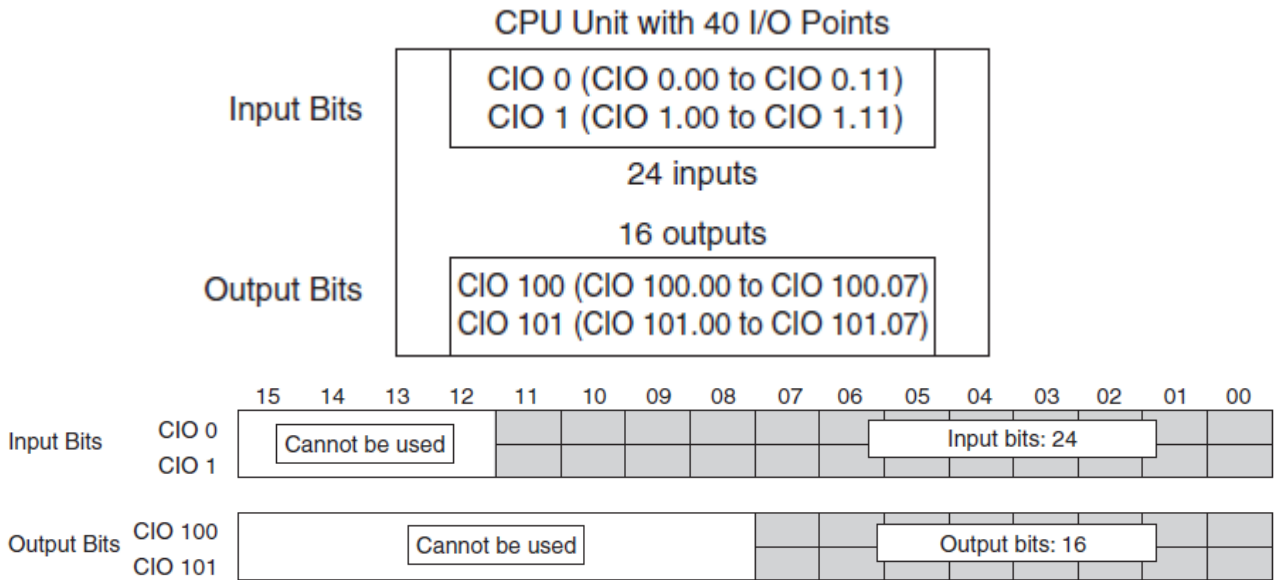 CPU Unit with 40 I/O Points
Input Bits
CIO 0 (CIO 0.00 to CIO 0.11)
CIO 1 (CIO 1.00 to CIO 1.11)
24 inputs
16 outputs
Output Bits
CIO 100 (CIO 100.00 to CIO 100.07)
CIO 101 (CIO 101.00 to CIO 101.07)
15 14 13 12 11 10 09 08 07 06 05 04 03 02 01 00
Input Bits
CIO 0
CIO 1
Cannot be used
Input bits: 24
Output Bits
CIO 100
CIO 101
Cannot be used
Output bits: 16